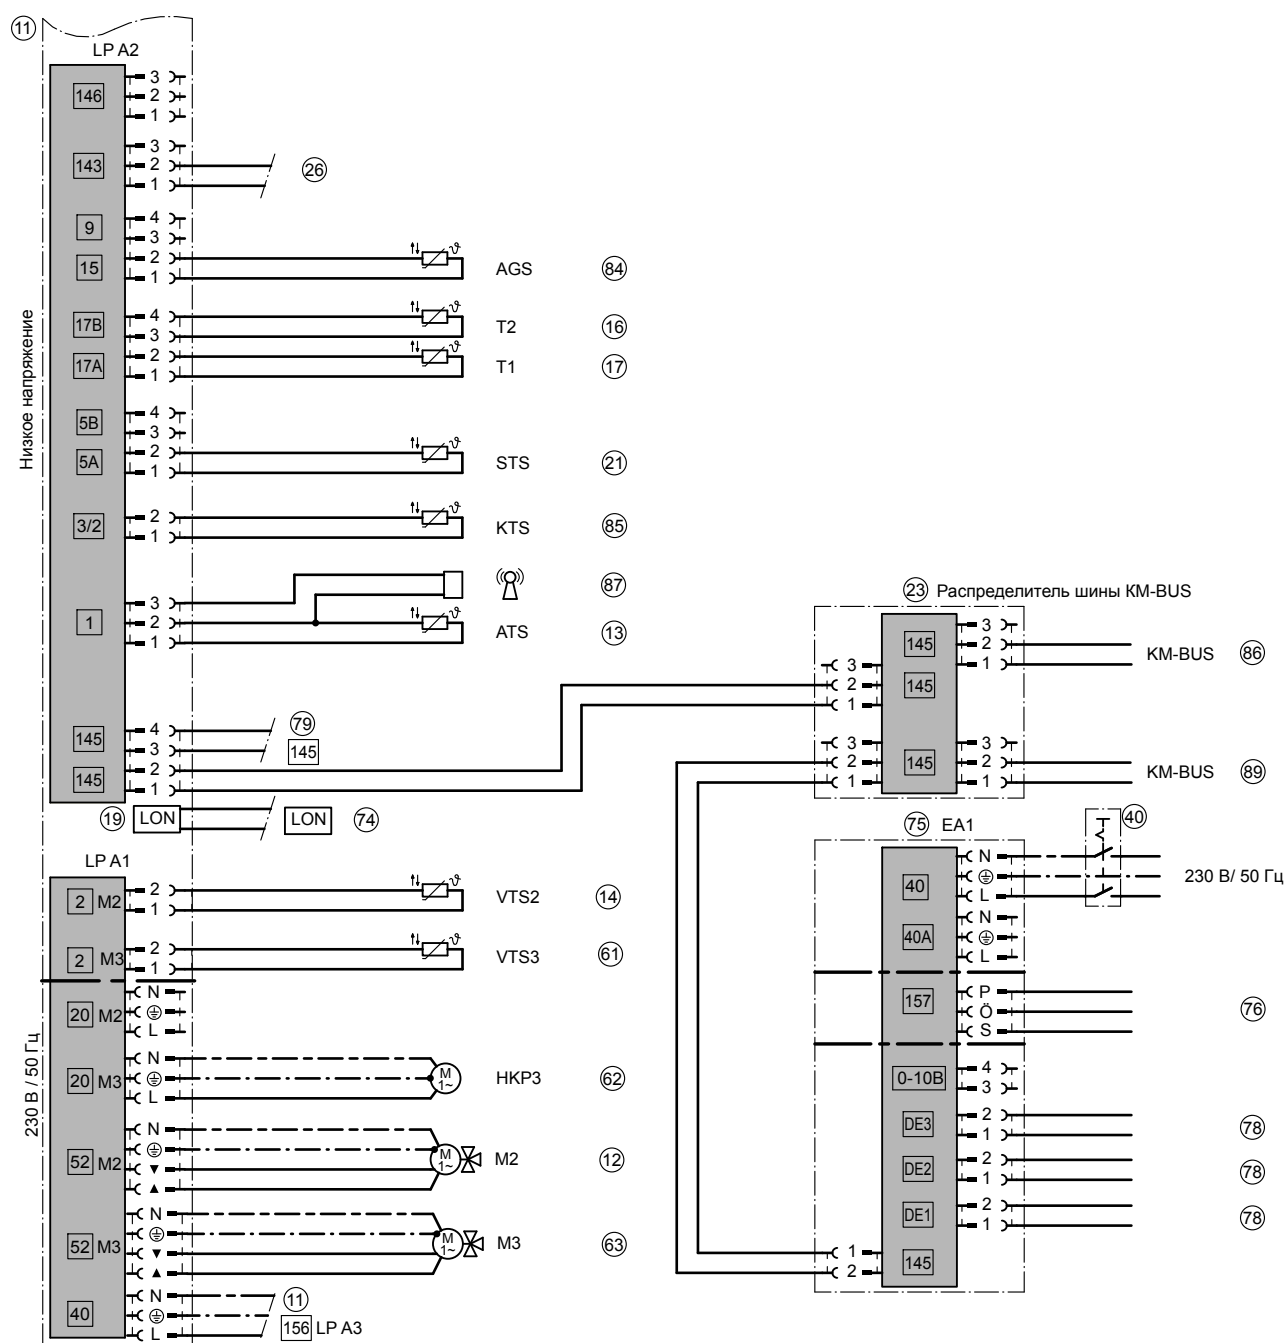 11
LP A2
Низкое напряжение
146
3
2
1
143
3
2
1
26
9
4
3
15
2
1
AGS
84
17B
4
3
T2
16
17A
2
1
T1
17
5B
4
3
5A
2
1
STS
21
3/2
2
1
KTS
85
87
1
3
2
1
ATS
13
145
4
3
79
145
145
2
1
19
LON
LON
74
23 Распределитель шины KM-BUS
145
3
2
1
KM-BUS
86
3
2
1
145
3
2
1
145
3
2
1
KM-BUS
89
LP A1
2 M2
2
1
VTS2
14
2 M3
2
1
VTS3
61
230 В / 50 Гц
20 M2
N
L
20 M3
N
L
M
1~
HKP3
62
52 M2
N
▼
▲
M
1~
M2
12
52 M3
N
▼
▲
M
1~
M3
63
40
N
L
11
156 LP A3
75 EA1
40
40
N
L
230 В/ 50 Гц
40A
N
L
157
P
Ö
S
76
0-10В
4
3
DE3
2
1
78
DE2
2
1
78
DE1
2
1
78
1
2
145